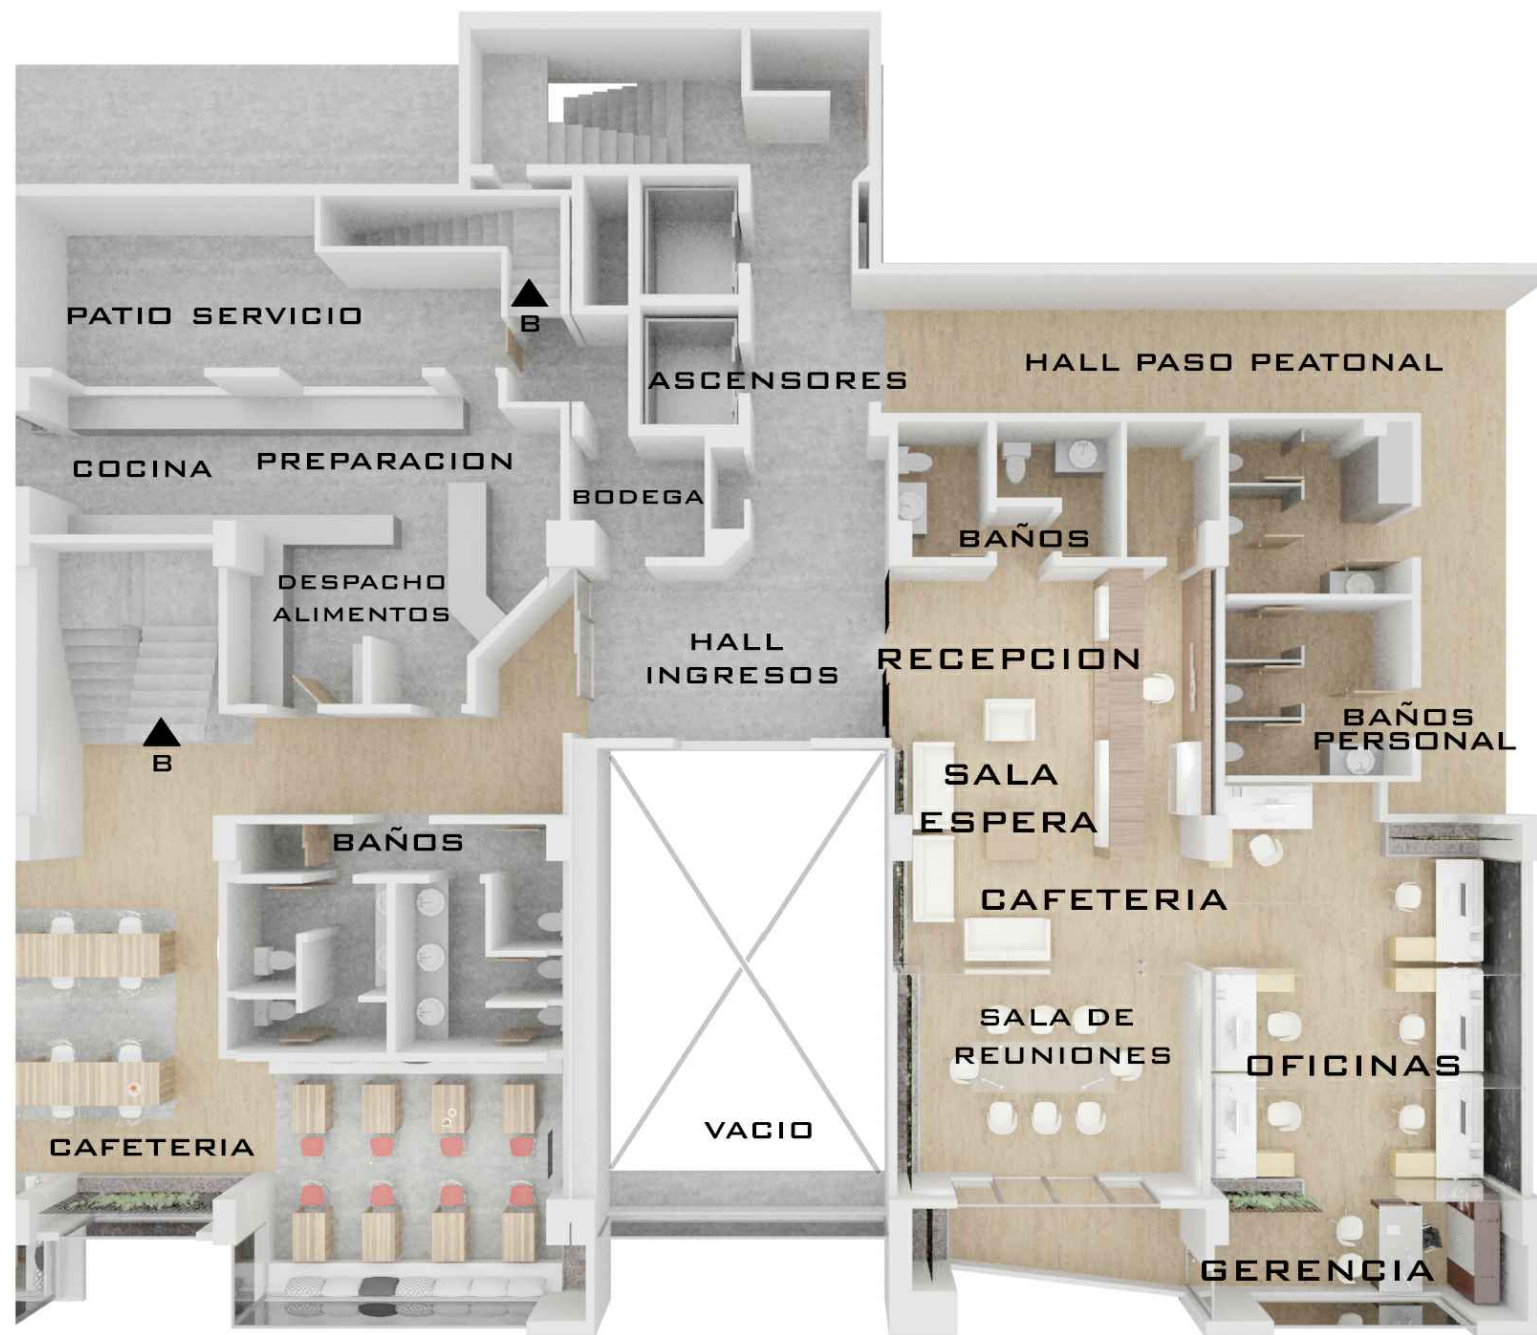 PATIO SERVICIO
B
HALL PASO PEATONAL
ASCENSORES
COCINA
PREPARACION
BODEGA
BAÑOS
DESPACHO
ALIMENTOS
HALL
INGRESOS
RECEPCION
BAÑOS
PERSONAL
B
SALA
ESPERA
BAÑOS
CAFETERIA
SALA DE
REUNIONES
OFICINAS
VACIO
CAFETERIA
GERENCIA